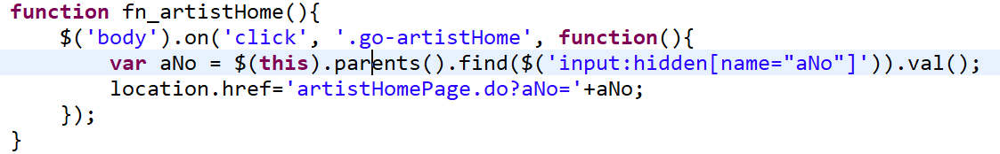 function fn_artistHome(){
    $('body').on('click', '.go-artistHome', function(){
        var aNo = $(this).parents().find($('input:hidden[name="aNo"]')).val();
        location.href='artistHomePage.do?aNo='+aNo;
    });
}